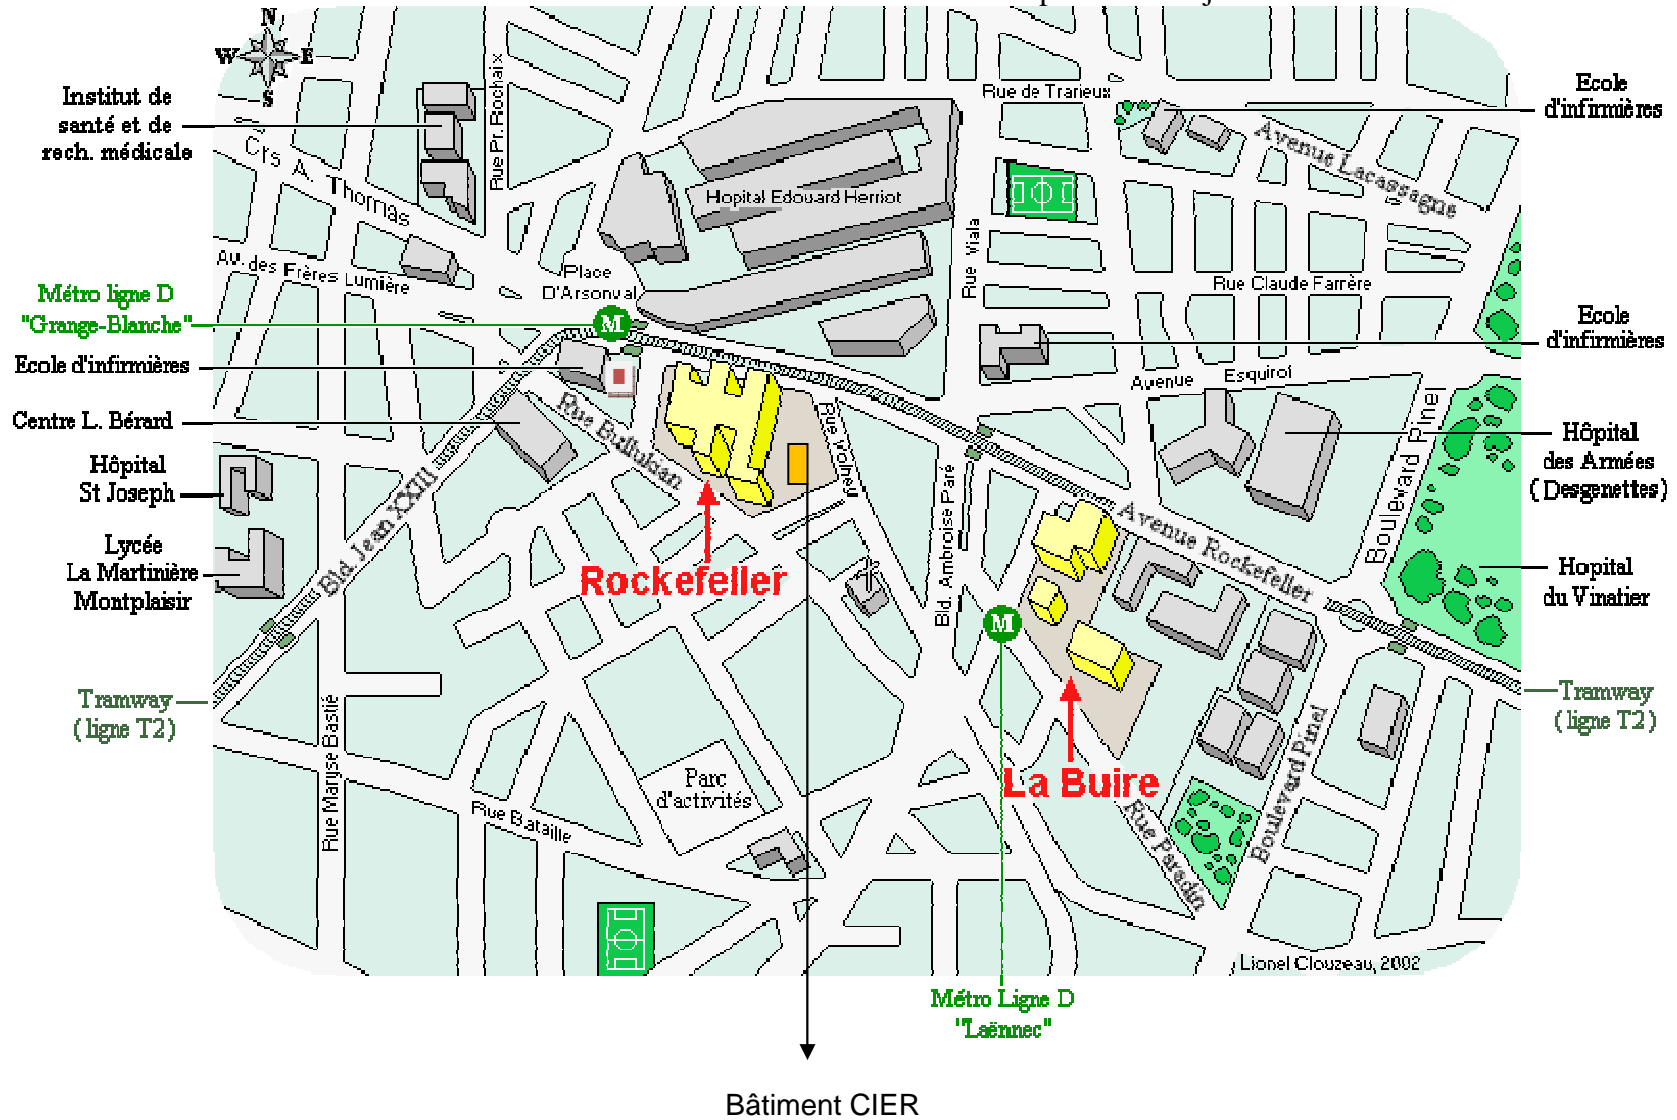 N
W E
S
Institut de
santé et de
rech. médicale
Crs A. Thomas
Rue Pr. Rochaix
Av. des Frères Lumière
Place
D'Arsonval
Hopital Edouard Herriot
Rue Viala
Rue de Trarieux
Ecole
d'infirmières
Avenue Lacassagne
Rue Claude Farrère
Métro ligne D
"Grange-Blanche"
M
Ecole
d'infirmières
Ecole d'infirmières
Avenue Esquirol
Boulevard Pinel
Centre L. Bérard
Rue Bullukian
Rue Volney
Hôpital
St Joseph
Hôpital
des Armées
(Desgenettes)
Bld. Jean XXIII
Bld. Ambroise Paré
Avenue Rockefeller
Lycée
La Martinière
Montplaisir
Rockefeller
Hopital
du Vinatier
M
Tramway
(ligne T2)
Tramway
(ligne T2)
Rue Maryse Bastié
Parc
d'activités
La Buire
Rue Bataille
Rue Paradin
Boulevard Pinel
Lionel Clouzeau, 2002
Métro Ligne D
"Laënnec"
Bâtiment CIER